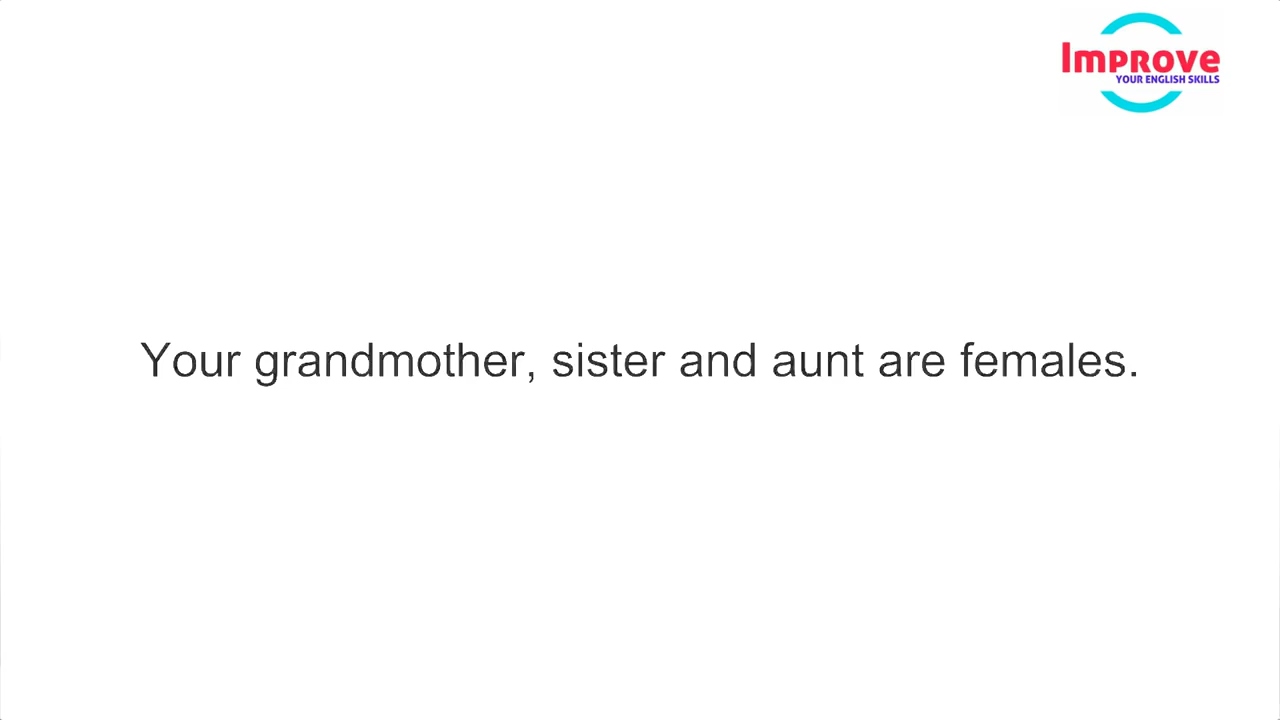 Improve
YOUR ENGLISH SKILLS
Your grandmother, sister and aunt are females.